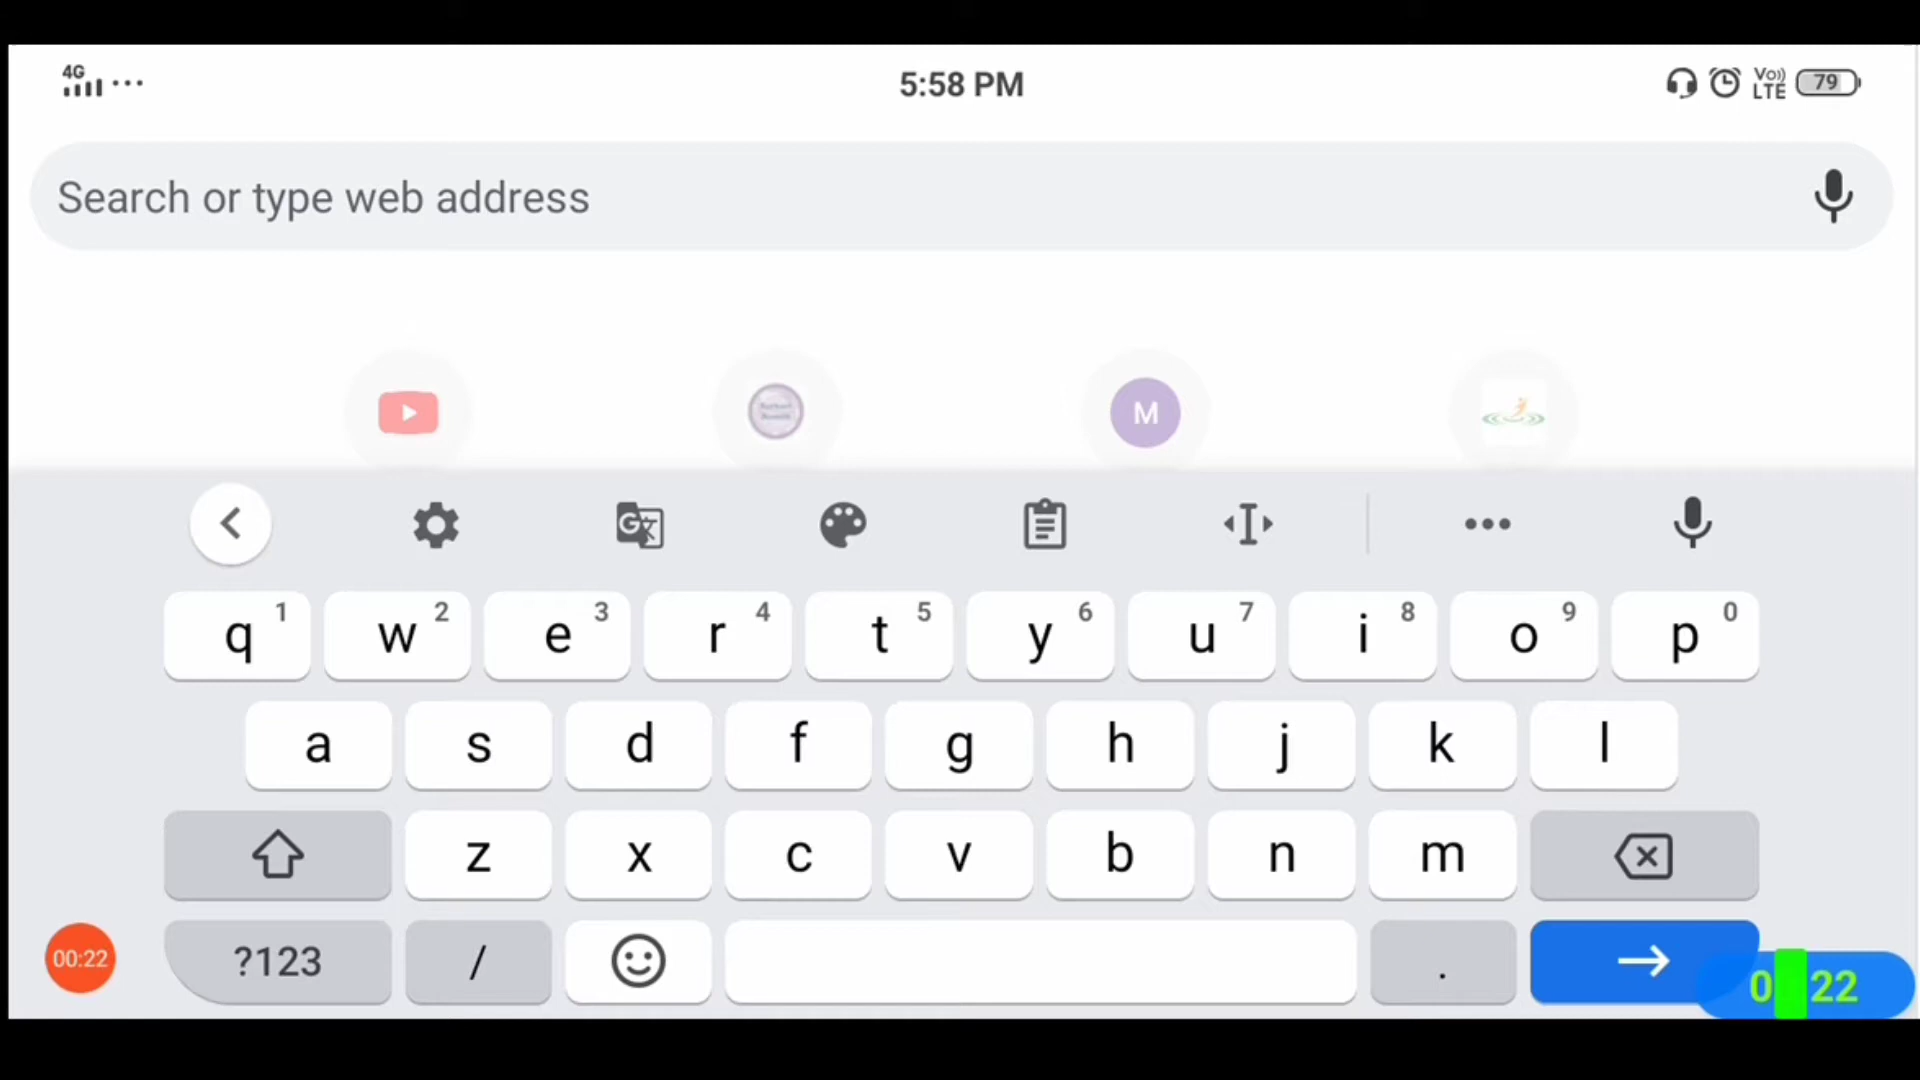 4G 5:58 PM Vo)) LTE 79
Search or type web address
M
q 1 w 2 e 3 r 4 t 5 y 6 u 7 i 8 o 9 p 0
a s d f g h j k l
z x c v b n m
00:22 ?123 / .
0 22